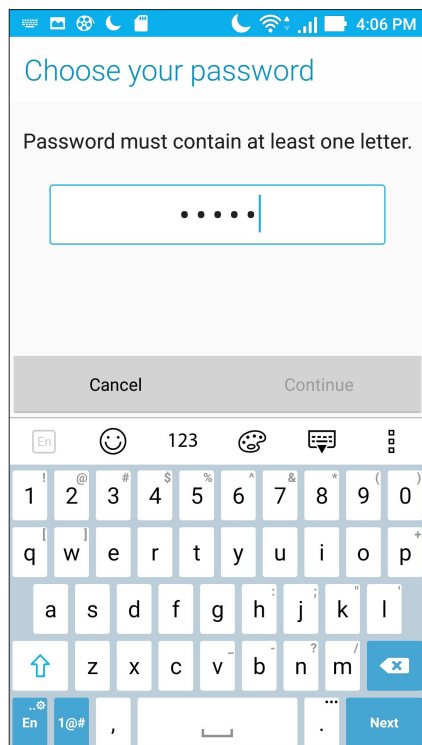 4:06 PM
Choose your password
Password must contain at least one letter.
•••••
Cancel Continue
En 123
! @ # $ % ^ & * ( )
1 2 3 4 5 6 7 8 9 0
[ ] +
q w e r t y u i o p
: ; " '
a s d f g h j k l
_ - ? /
z x c v b n m
En 1@# , . Next